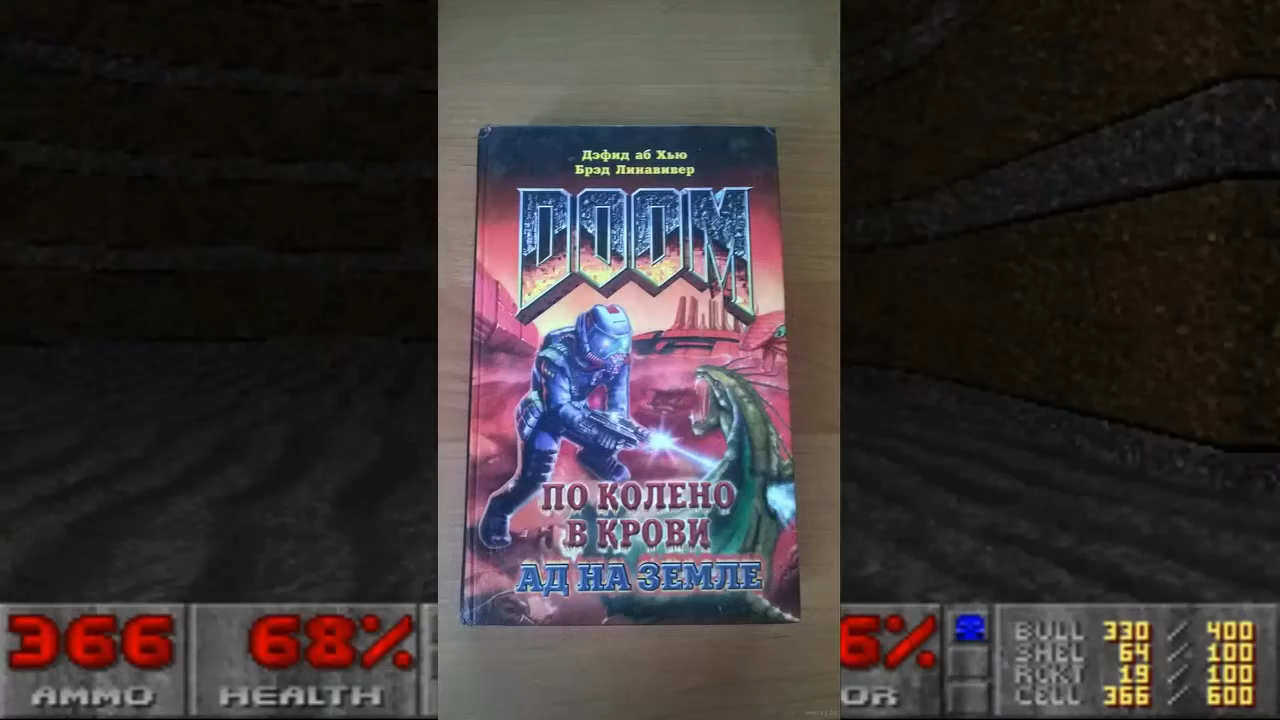 Дэфид аб Хью
Брэд Линавивер
DOOM
ПО КОЛЕНО
В КРОВИ
АД НА ЗЕМЛЕ
366
AMMO
68%
HEALTH
6%
OR
BULL 330 / 400
SHEL 64 / 100
RCKT 19 / 100
CELL 366 / 600